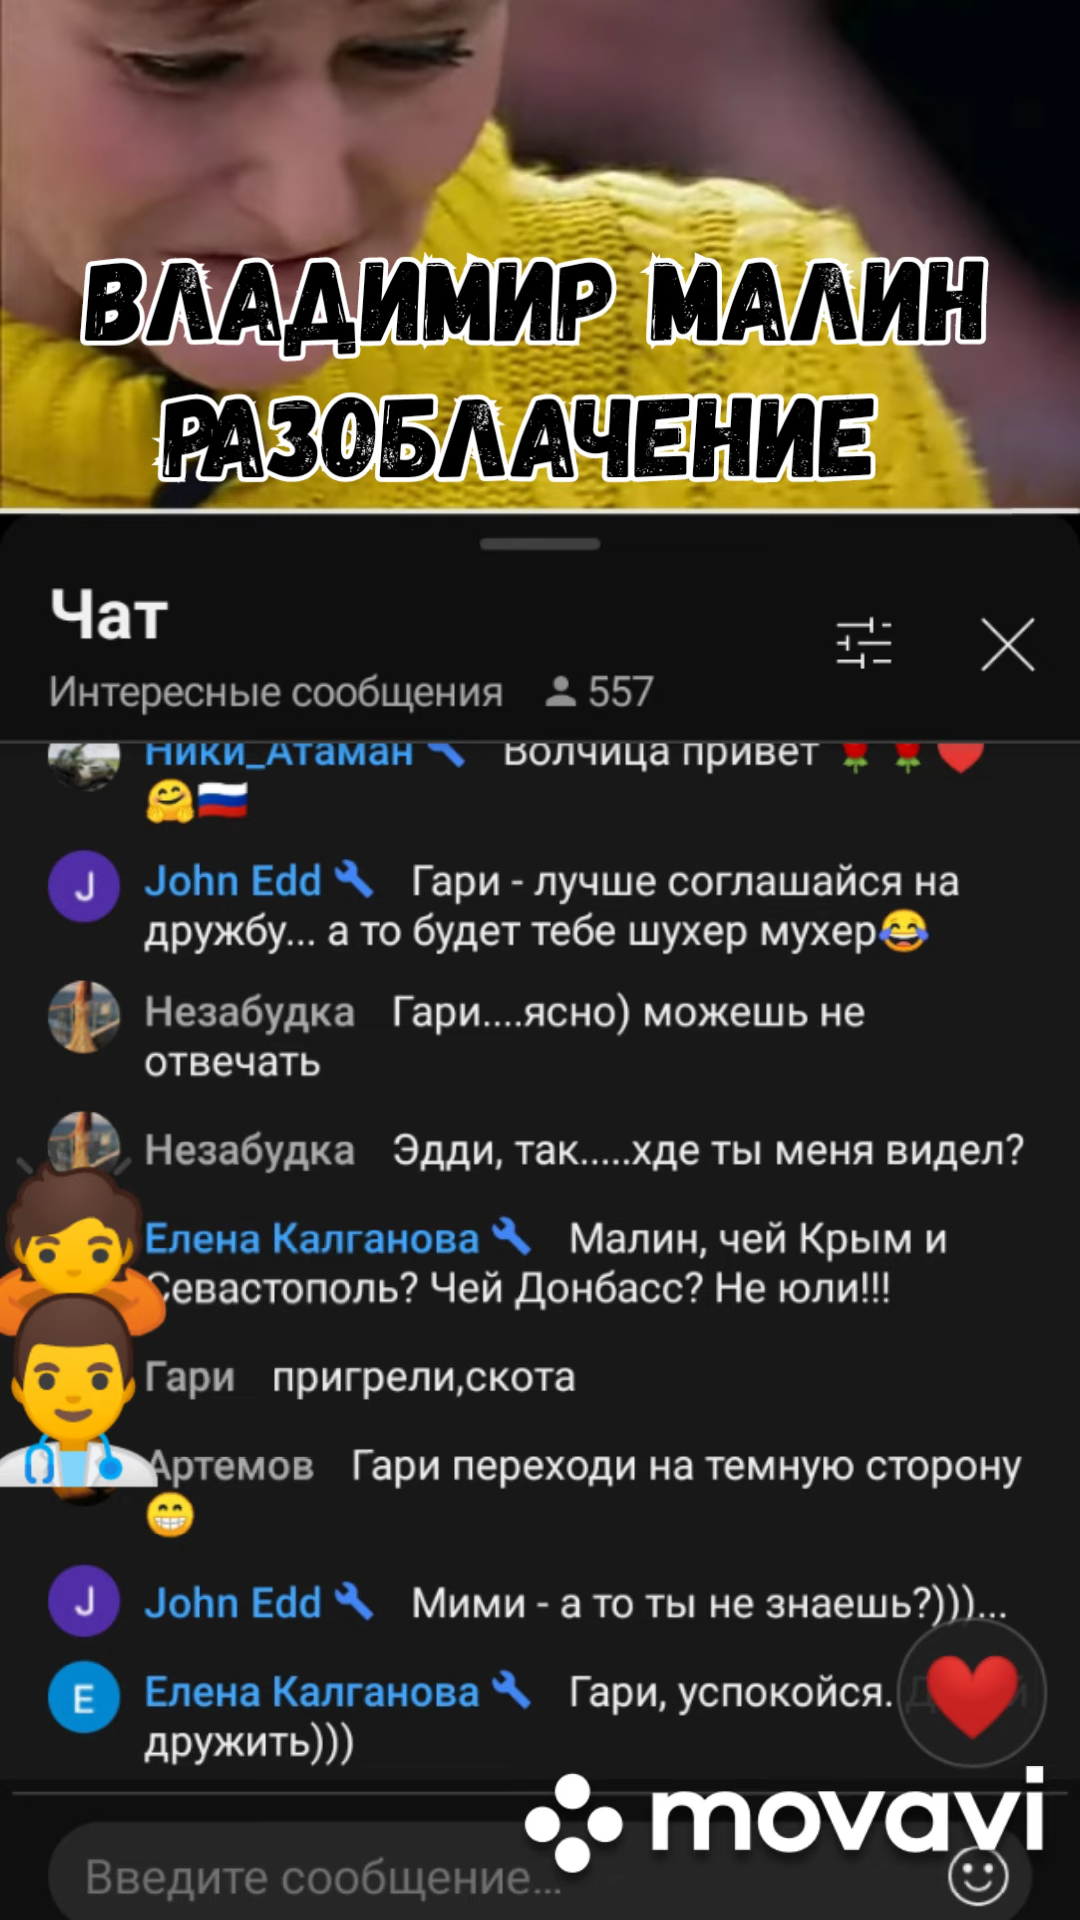 ВЛАДИМИР МАЛИН
РАЗОБЛАЧЕНИЕ
Чат
Интересные сообщения 557
Ники_Атаман Волчица привет
J John Edd Гари - лучше соглашайся на
дружбу... а то будет тебе шухер мухер
Незабудка Гари....ясно) можешь не
отвечать
Незабудка Эдди, так.....хде ты меня видел?
Елена Калганова Малин, чей Крым и
Севастополь? Чей Донбасс? Не юли!!!
Гари пригрели,скота
Артемов Гари переходи на темную сторону
J John Edd Мими - а то ты не знаешь?)))...
E Елена Калганова Гари, успокойся.
дружить)))
movavi
Введите сообщение...